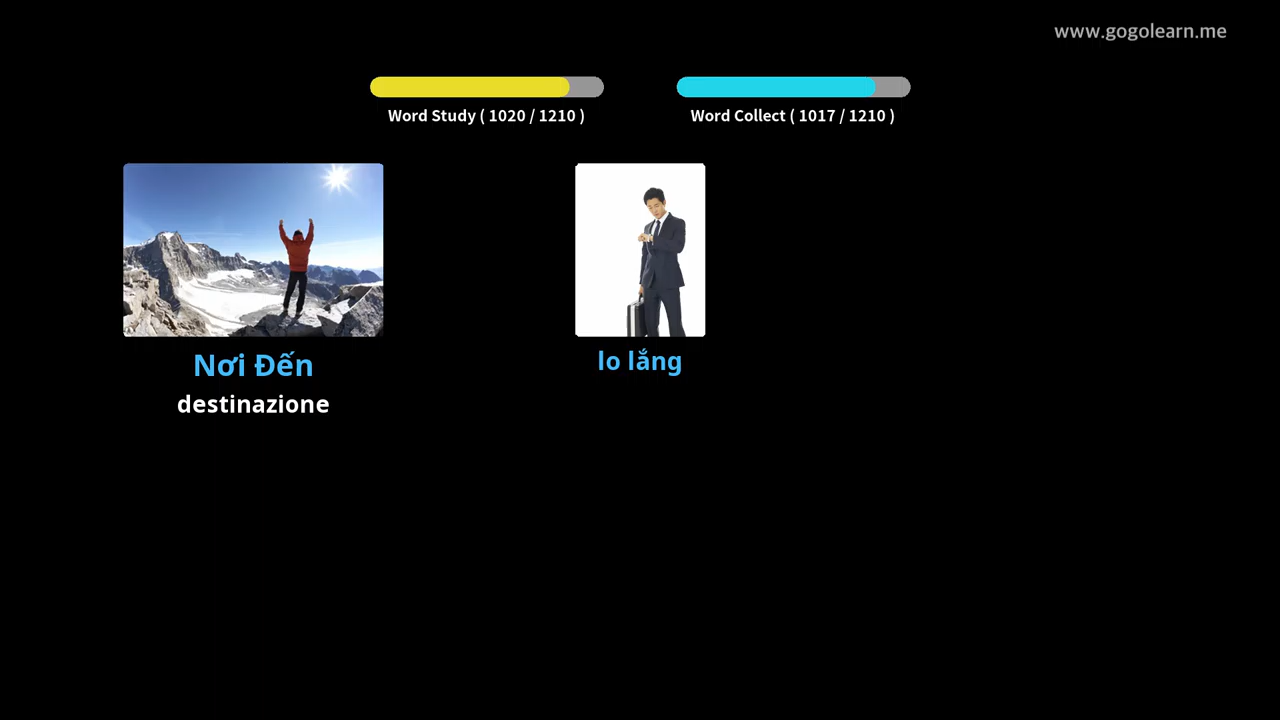 www.gogolearn.me
Word Study ( 1020 / 1210 )
Word Collect ( 1017 / 1210 )
Nơi Đến
destinazione
lo lắng